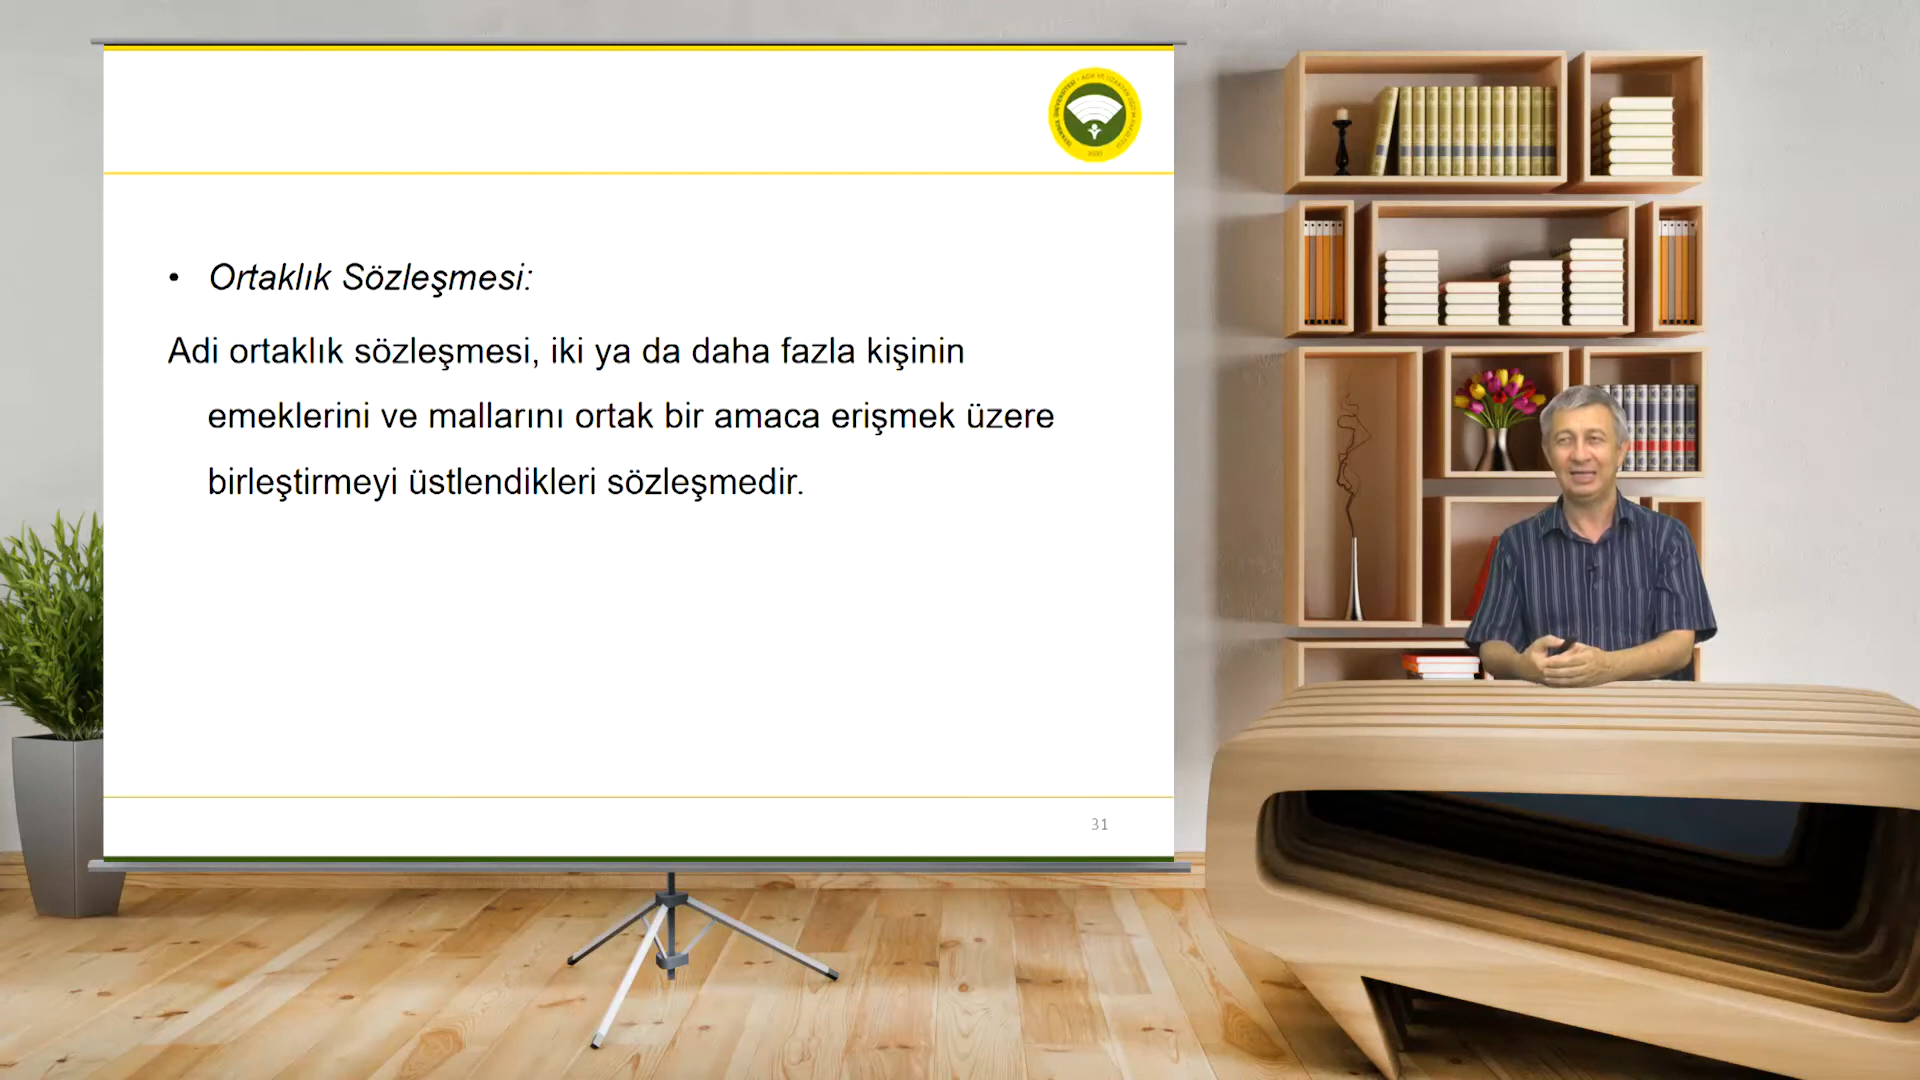 • Ortaklık Sözleşmesi:
Adi ortaklık sözleşmesi, iki ya da daha fazla kişinin
emeklerini ve mallarını ortak bir amaca erişmek üzere
birleştirmeyi üstlendikleri sözleşmedir.
31